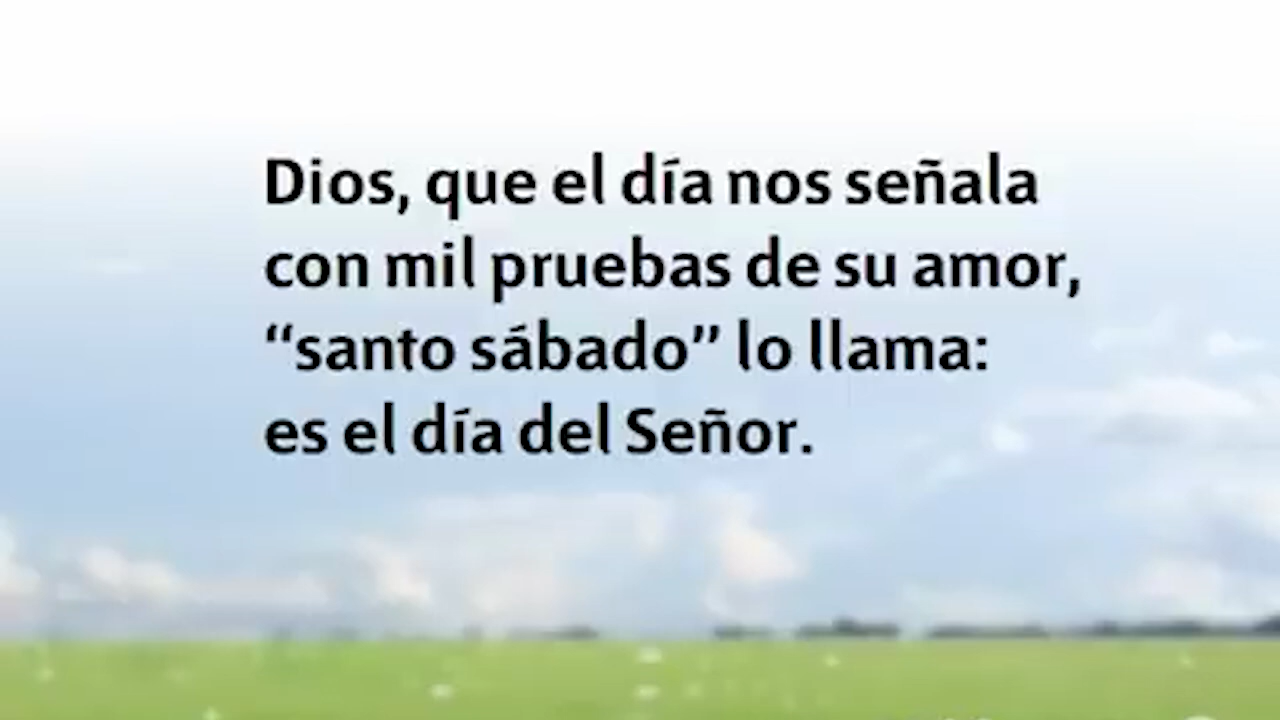 Dios, que el día nos señala
con mil pruebas de su amor,
“santo sábado” lo llama:
es el día del Señor.